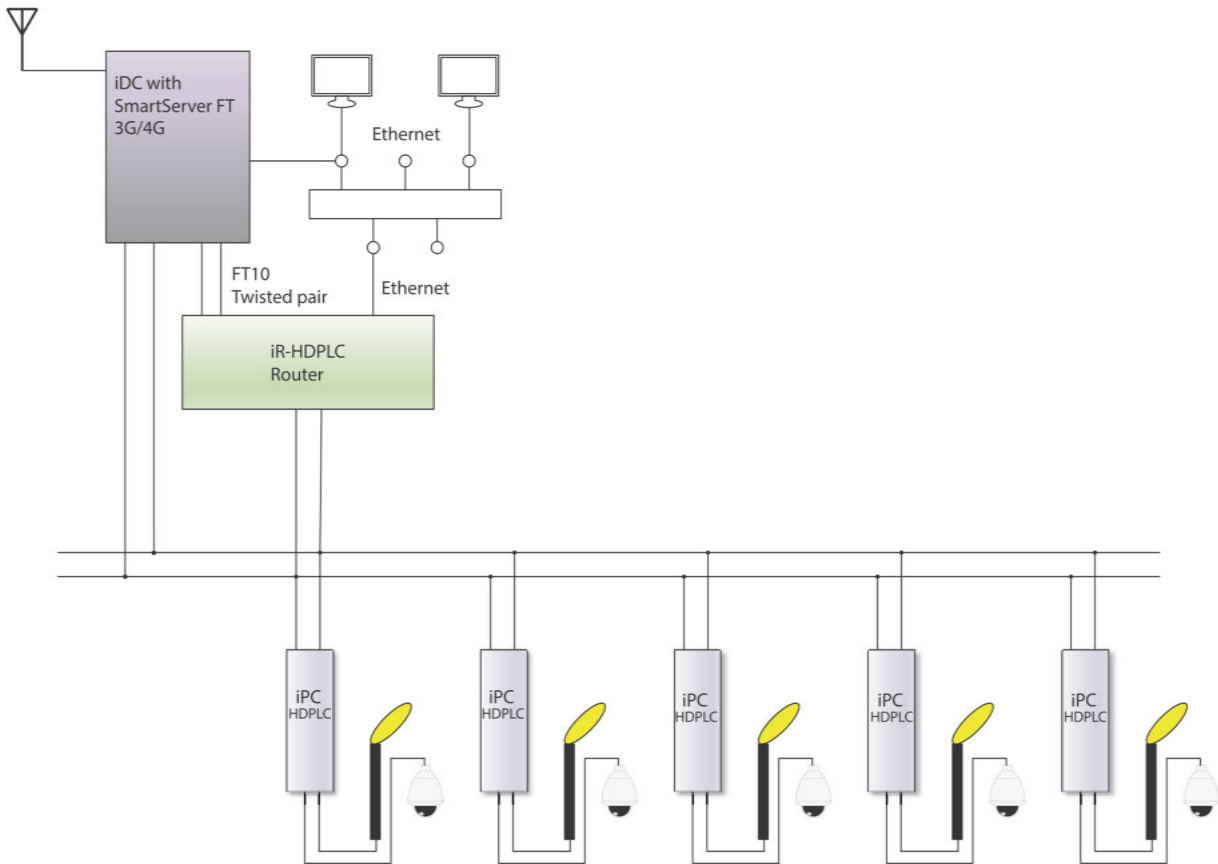 iDC with
SmartServer FT
3G/4G
Ethernet
FT10
Twisted pair
Ethernet
iR-HDPLC
Router
iPC
HDPLC
iPC
HDPLC
iPC
HDPLC
iPC
HDPLC
iPC
HDPLC